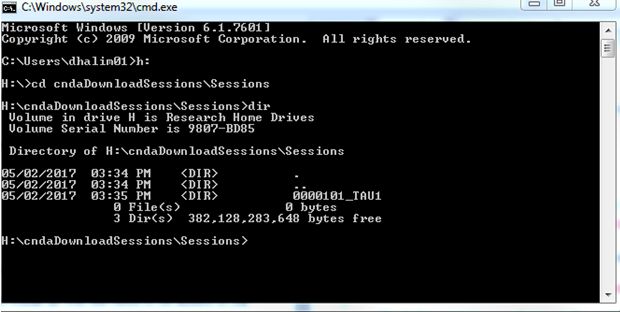 C:\Windows\system32\cmd.exe
Microsoft Windows [Version 6.1.7601]
Copyright (c) 2009 Microsoft Corporation.  All rights reserved.
C:\Users\dhalim01>h:
H:\>cd cndaDownloadSessions\Sessions
H:\cndaDownloadSessions\Sessions>dir
 Volume in drive H is Research Home Drives
 Volume Serial Number is 9807-BD85
 Directory of H:\cndaDownloadSessions\Sessions
05/02/2017  03:34 PM    <DIR>          .
05/02/2017  03:34 PM    <DIR>          ..
05/02/2017  03:35 PM    <DIR>          0000101_TAU1
               0 File(s)              0 bytes
               3 Dir(s)  382,128,283,648 bytes free
H:\cndaDownloadSessions\Sessions>